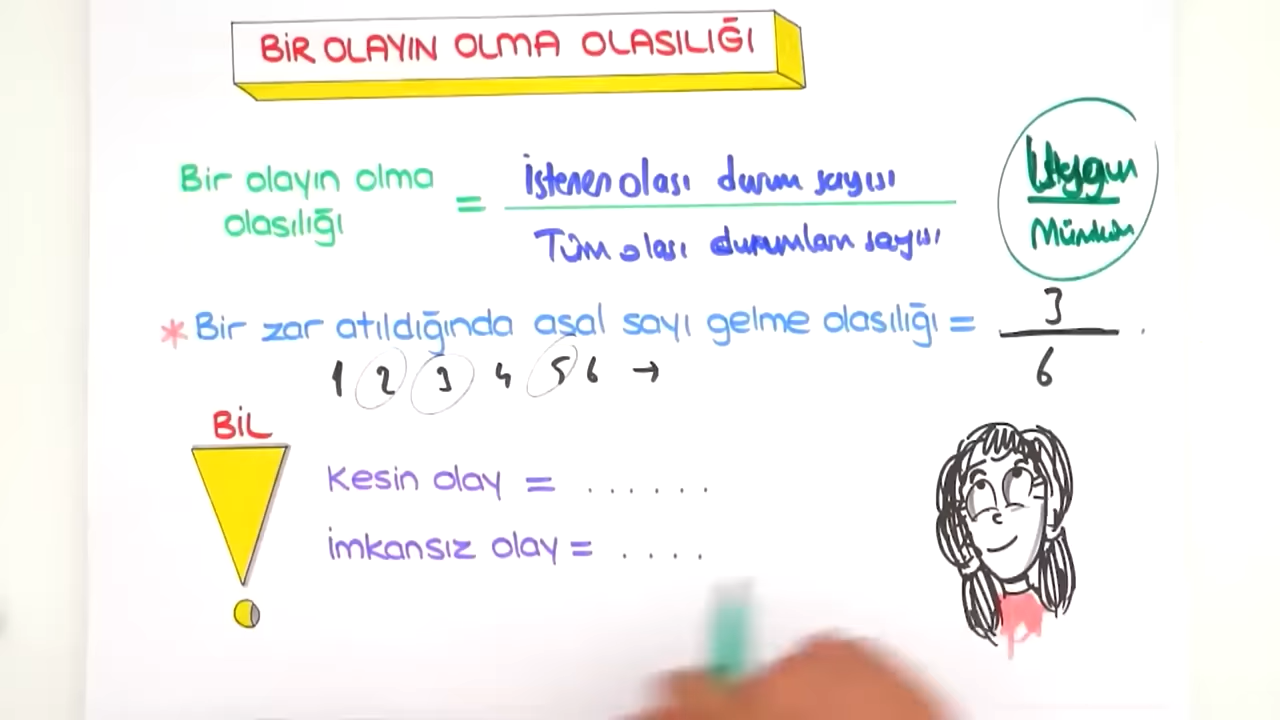 BİR OLAYIN OLMA OLASILIĞI
Bir olayın olma olasılığı = İstenen olası durum sayısı
Tüm olası durumların sayısı
Uygun
Mümkün
* Bir zar atıldığında asal sayı gelme olasılığı = 3
6
1 2 3 4 5 6 →
BİL
Kesin olay = . . . . . .
İmkansız olay = . . . .